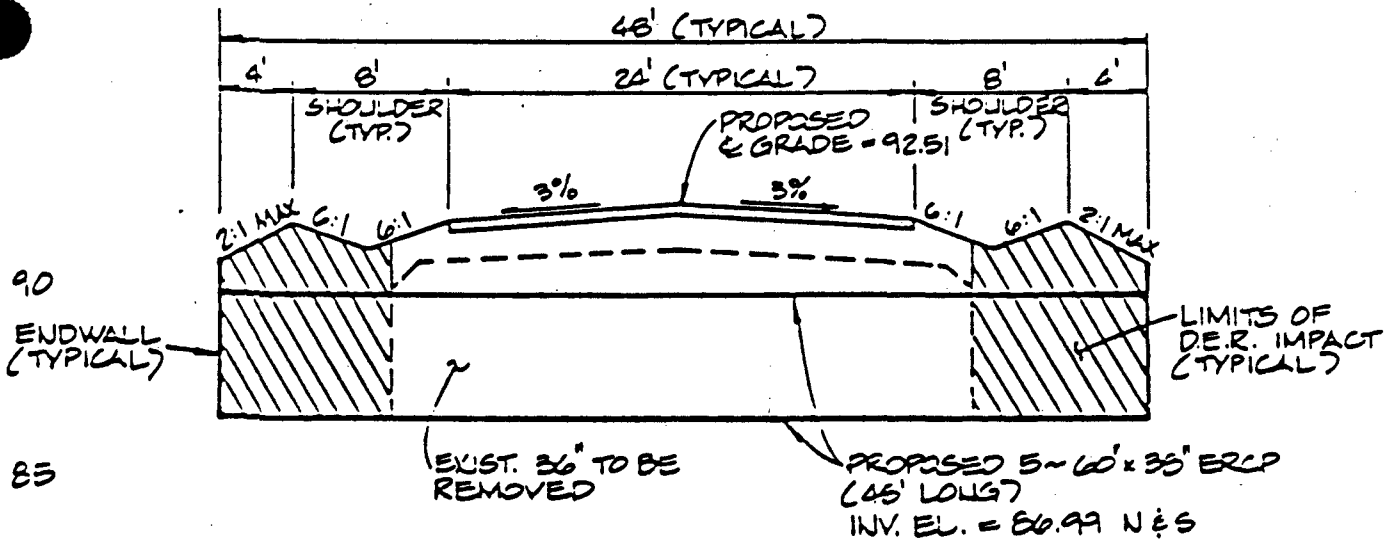 48' (TYPICAL)
4' 8' 24' (TYPICAL) 8' 4'
SHOULDER
(TYP.)
SHOULDER
(TYP.)
PROPOSED
℄ GRADE = 92.51
3% 3%
2:1 MAX 6:1 6:1 6:1 6:1 2:1 MAX
90
ENDWALL
(TYPICAL)
LIMITS OF
D.E.R. IMPACT
(TYPICAL)
85
EXIST. 36" TO BE
REMOVED
PROPOSED 5~60" x 38" ERCP
(48' LONG)
INV. EL. = 86.99 N & S